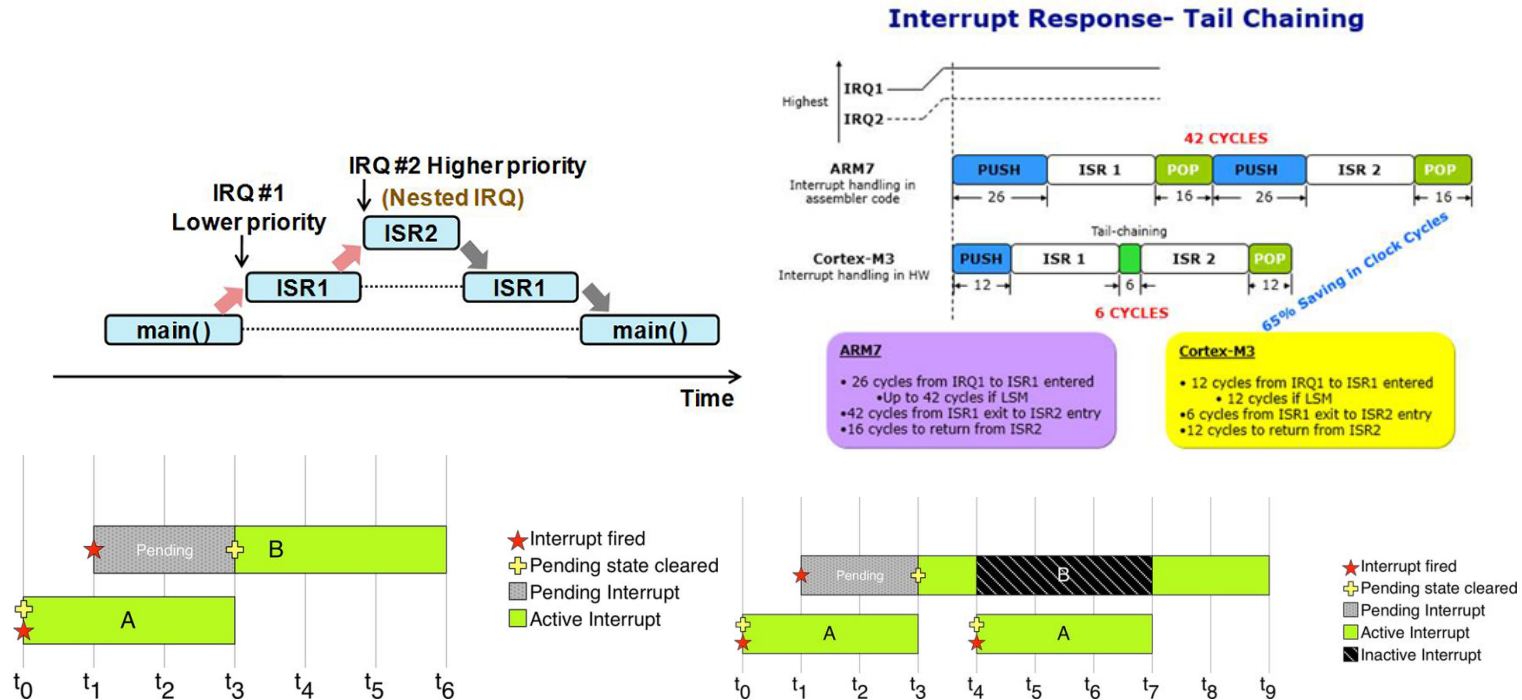 IRQ #2 Higher priority
(Nested IRQ)
IRQ #1
Lower priority
ISR2
ISR1
ISR1
main()
main()
Time
Interrupt Response- Tail Chaining
Highest
IRQ1
IRQ2
42 CYCLES
ARM7
Interrupt handling in
assembler code
PUSH
ISR 1
POP
PUSH
ISR 2
POP
26
16
26
16
Tail-chaining
Cortex-M3
Interrupt handling in HW
PUSH
ISR 1
ISR 2
POP
12
6
12
6 CYCLES
65% Saving in Clock Cycles
ARM7
• 26 cycles from IRQ1 to ISR1 entered
•Up to 42 cycles if LSM
•42 cycles from ISR1 exit to ISR2 entry
•16 cycles to return from ISR2
Cortex-M3
• 12 cycles from IRQ1 to ISR1 entered
• 12 cycles if LSM
•6 cycles from ISR1 exit to ISR2 entry
•12 cycles to return from ISR2
Pending
B
A
t0 t1 t2 t3 t4 t5 t6
Interrupt fired
Pending state cleared
Pending Interrupt
Active Interrupt
Pending
B
A
A
t0 t1 t2 t3 t4 t5 t6 t7 t8 t9
Interrupt fired
Pending state cleared
Pending Interrupt
Active Interrupt
Inactive Interrupt